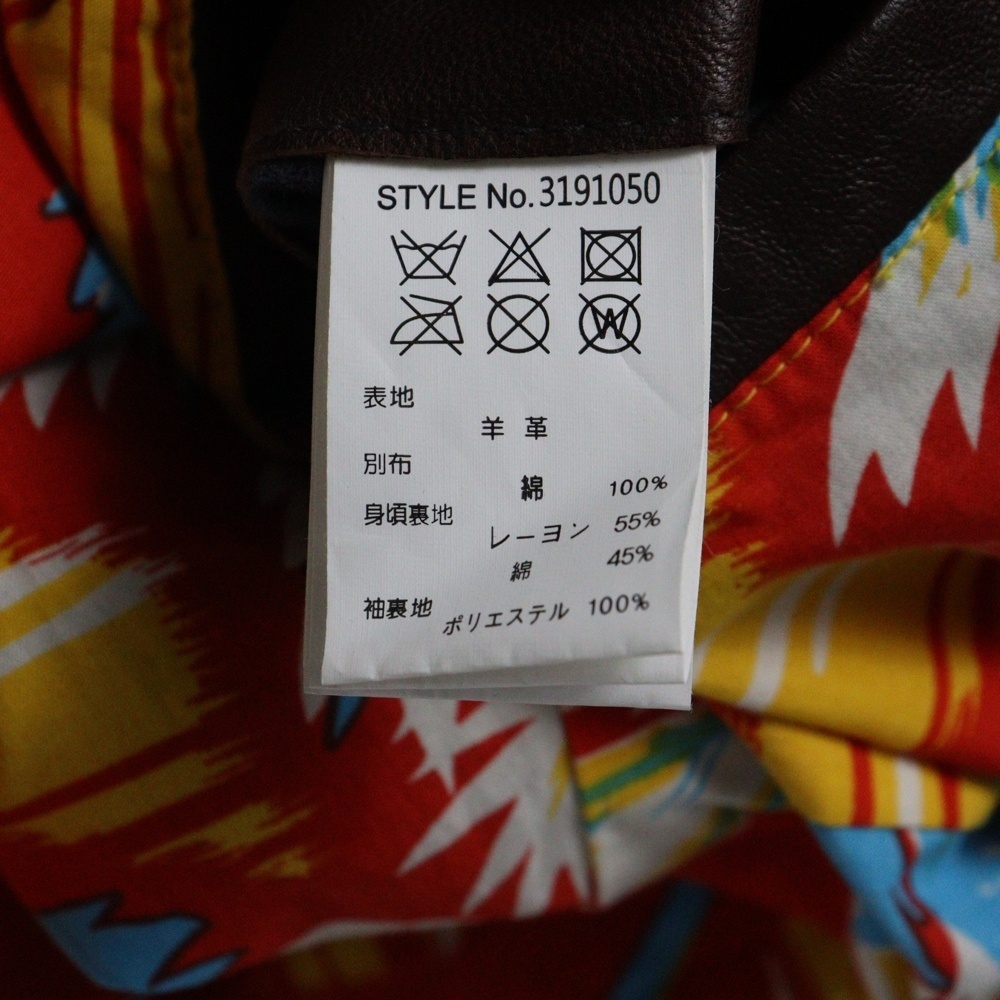 STYLE No. 3191050
W
表地
羊革
別布
綿 100%
身頃裏地
レーヨン 55%
綿 45%
袖裏地 ポリエステル 100%